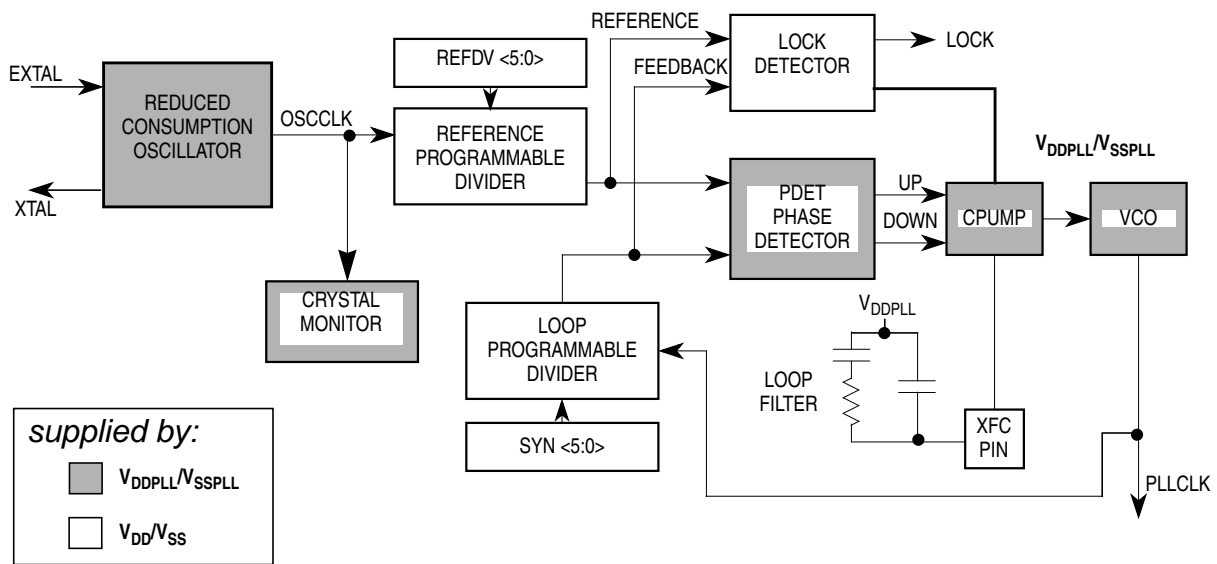 EXTAL
XTAL
REDUCED
CONSUMPTION
OSCILLATOR
OSCCLK
REFDV <5:0>
REFERENCE
PROGRAMMABLE
DIVIDER
REFERENCE
FEEDBACK
LOCK
DETECTOR
LOCK
CRYSTAL
MONITOR
PDET
PHASE
DETECTOR
UP
DOWN
CPUMP
VDDPLL/VSSPLL
VCO
LOOP
PROGRAMMABLE
DIVIDER
SYN <5:0>
VDDPLL
LOOP
FILTER
XFC
PIN
PLLCLK
supplied by:
VDDPLL/VSSPLL
VDD/VSS